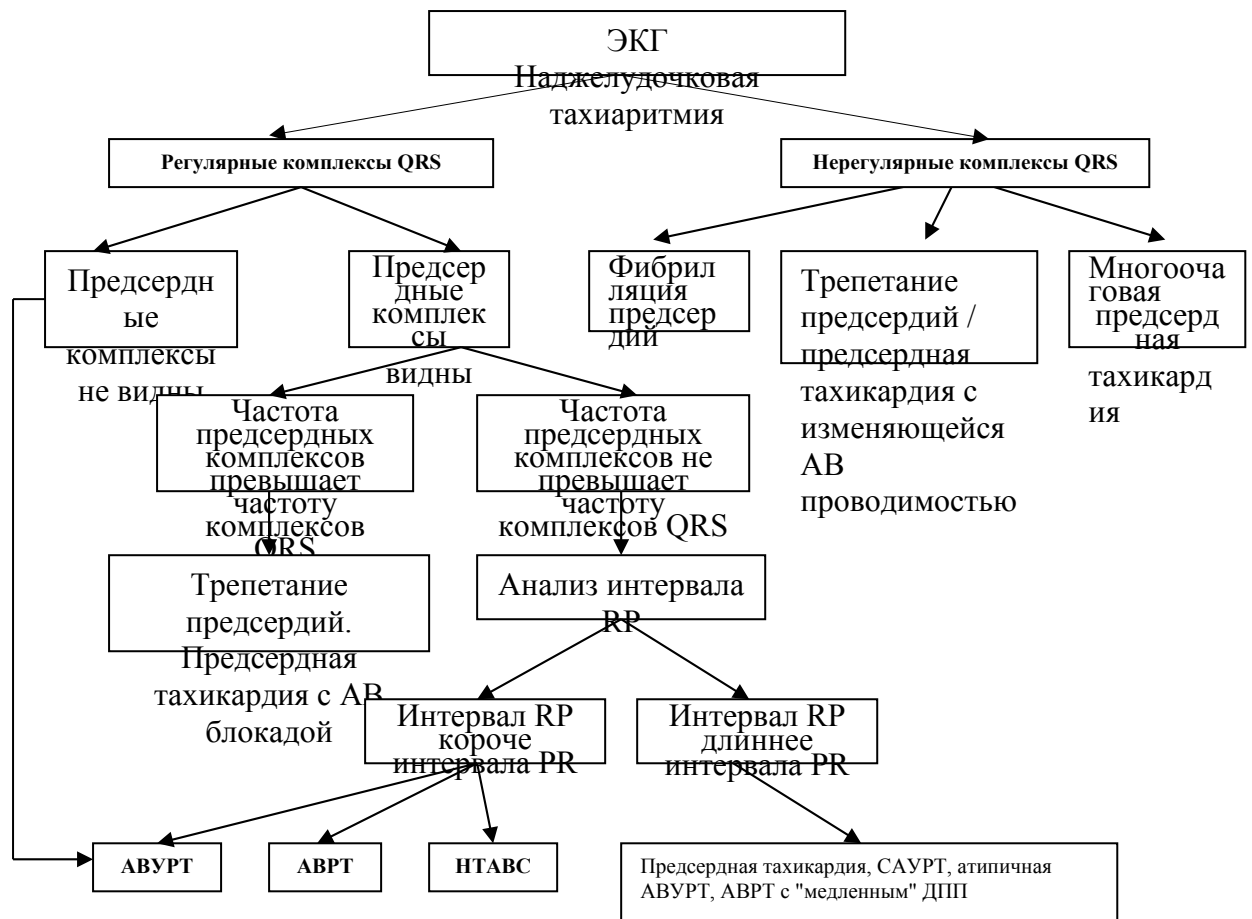 ЭКГ
Наджелудочковая
тахиаритмия
Регулярные комплексы QRS
Нерегулярные комплексы QRS
Предсердн
ые
комплексы
не видны
Предсер
дные
комплек
сы
видны
Фибрил
ляция
предсер
дий
Трепетание
предсердий /
предсердная
тахикардия с
изменяющейся
АВ
проводимостью
Многооча
говая
предсерд
ная
тахикард
ия
Частота
предсердных
комплексов
превышает
частоту
комплексов
QRS
Частота
предсердных
комплексов не
превышает
частоту
комплексов QRS
Трепетание
предсердий.
Предсердная
тахикардия с АВ
блокадой
Анализ интервала
RP
Интервал RP
короче
интервала PR
Интервал RP
длиннее
интервала PR
АВУРТ
АВРТ
НТАВС
Предсердная тахикардия, САУРТ, атипичная
АВУРТ, АВРТ с "медленным" ДПП